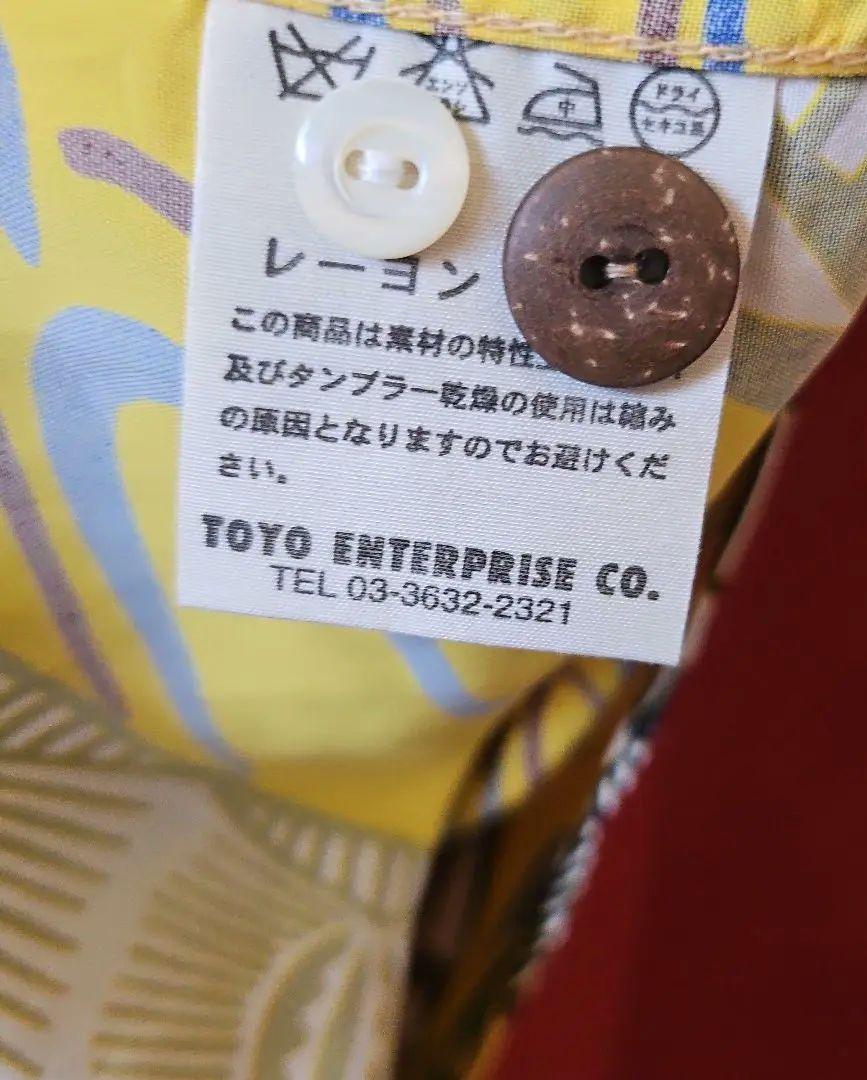 エンソ
中
ドライ
セキユ系
レーヨン
この商品は素材の特性
及びタンブラー乾燥の使用は縮み
の原因となりますのでお避けくだ
さい。
TOYO ENTERPRISE CO.
TEL 03-3632-2321